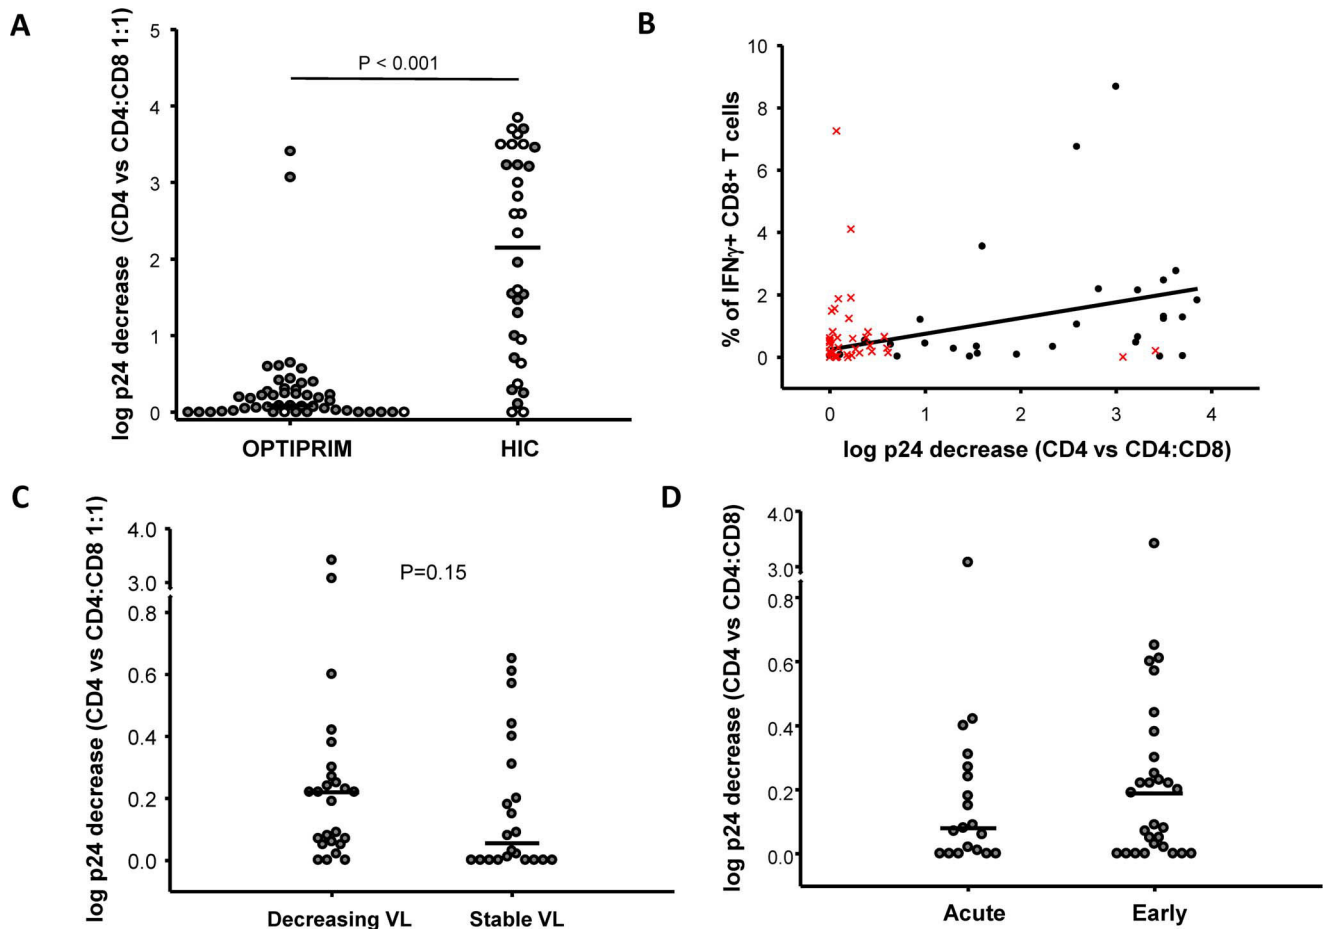 A
log p24 decrease (CD4 vs CD4:CD8 1:1)
5
4
3
2
1
0
P < 0.001
OPTIPRIM
HIC
B
% of IFNγ+ CD8+ T cells
10
8
6
4
2
0
0
1
2
3
4
log p24 decrease (CD4 vs CD4:CD8)
C
log p24 decrease (CD4 vs CD4:CD8 1:1)
4.0
3.0
0.8
0.6
0.4
0.2
0.0
P=0.15
Decreasing VL
Stable VL
D
log p24 decrease (CD4 vs CD4:CD8)
4.0
3.0
0.8
0.6
0.4
0.2
0.0
Acute
Early